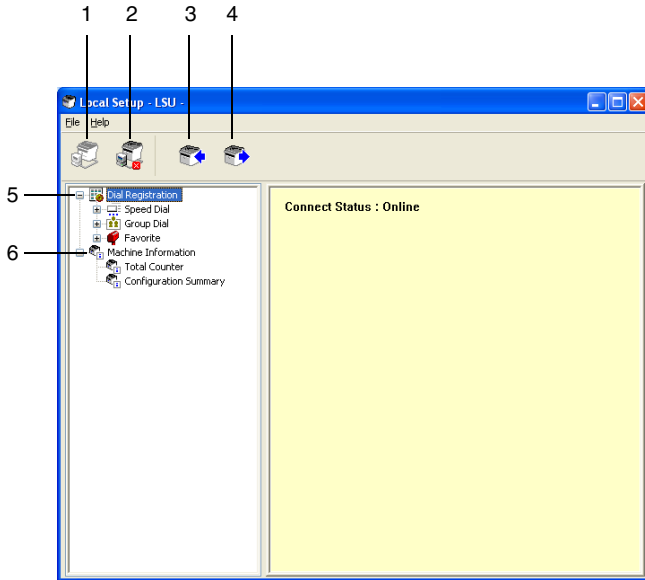 1 2 3 4
Local Setup - LSU -
File Help
5
Dial Registration
Speed Dial
Group Dial
Favorite
6
Machine Information
Total Counter
Configuration Summary
Connect Status : Online